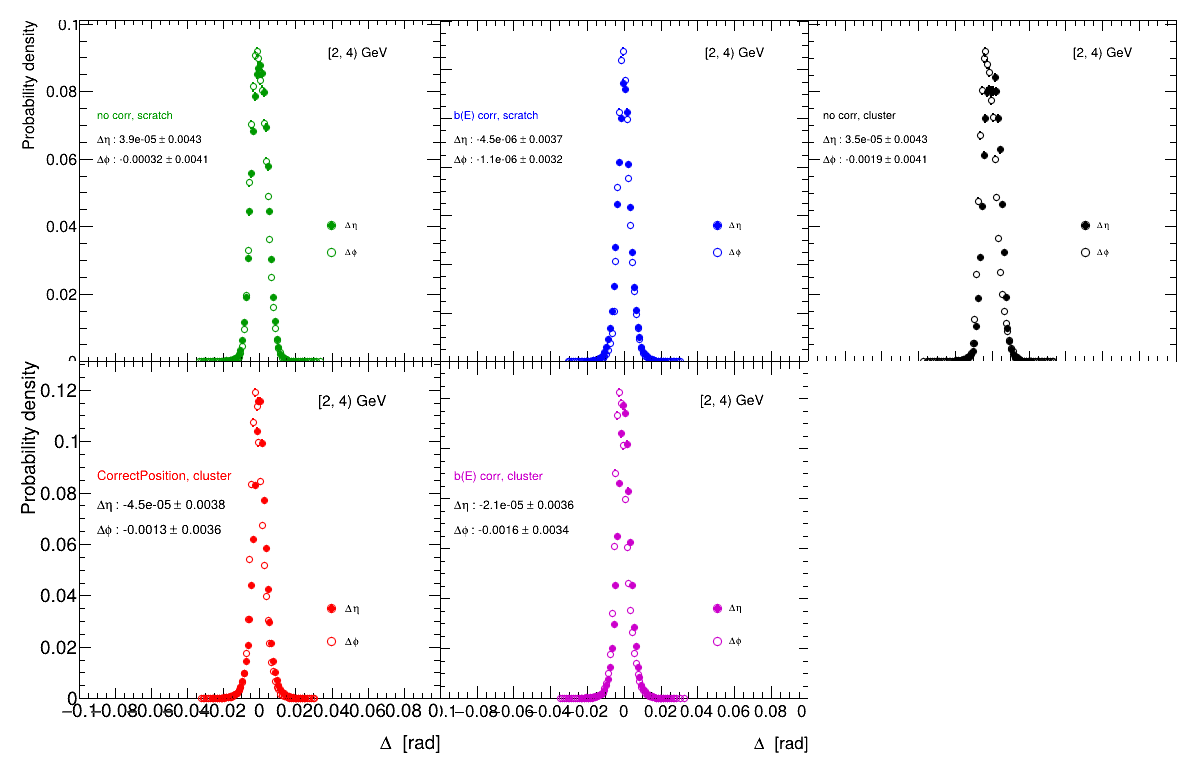 Probability density
0.1
0.08
0.06
0.04
0.02
0
[2, 4) GeV
no corr, scratch
Δη : 3.9e-05 ± 0.0043
Δϕ : -0.00032 ± 0.0041
Δη
Δϕ
[2, 4) GeV
b(E) corr, scratch
Δη : -4.5e-06 ± 0.0037
Δϕ : -1.1e-06 ± 0.0032
Δη
Δϕ
[2, 4) GeV
no corr, cluster
Δη : 3.5e-05 ± 0.0043
Δϕ : -0.0019 ± 0.0041
Δη
Δϕ
Probability density
0.12
0.1
0.08
0.06
0.04
0.02
0
[2, 4) GeV
CorrectPosition, cluster
Δη : -4.5e-05 ± 0.0038
Δϕ : -0.0013 ± 0.0036
Δη
Δϕ
−0.1 −0.08 −0.06 −0.04 −0.02 0 0.02 0.04 0.06 0.08 0.1
Δ [rad]
[2, 4) GeV
b(E) corr, cluster
Δη : -2.1e-05 ± 0.0036
Δϕ : -0.0016 ± 0.0034
Δη
Δϕ
−0.08 −0.06 −0.04 −0.02 0 0.02 0.04 0.06 0.08 0
Δ [rad]